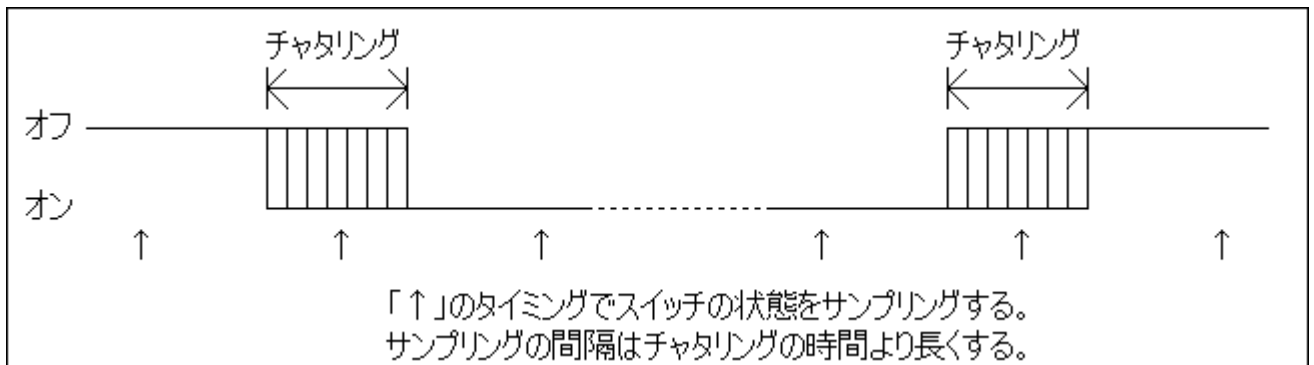 チャタリング チャタリング
オフ
オン
↑ ↑ ↑ ↑ ↑ ↑
「↑」のタイミングでスイッチの状態をサンプリングする。
サンプリングの間隔はチャタリングの時間より長くする。